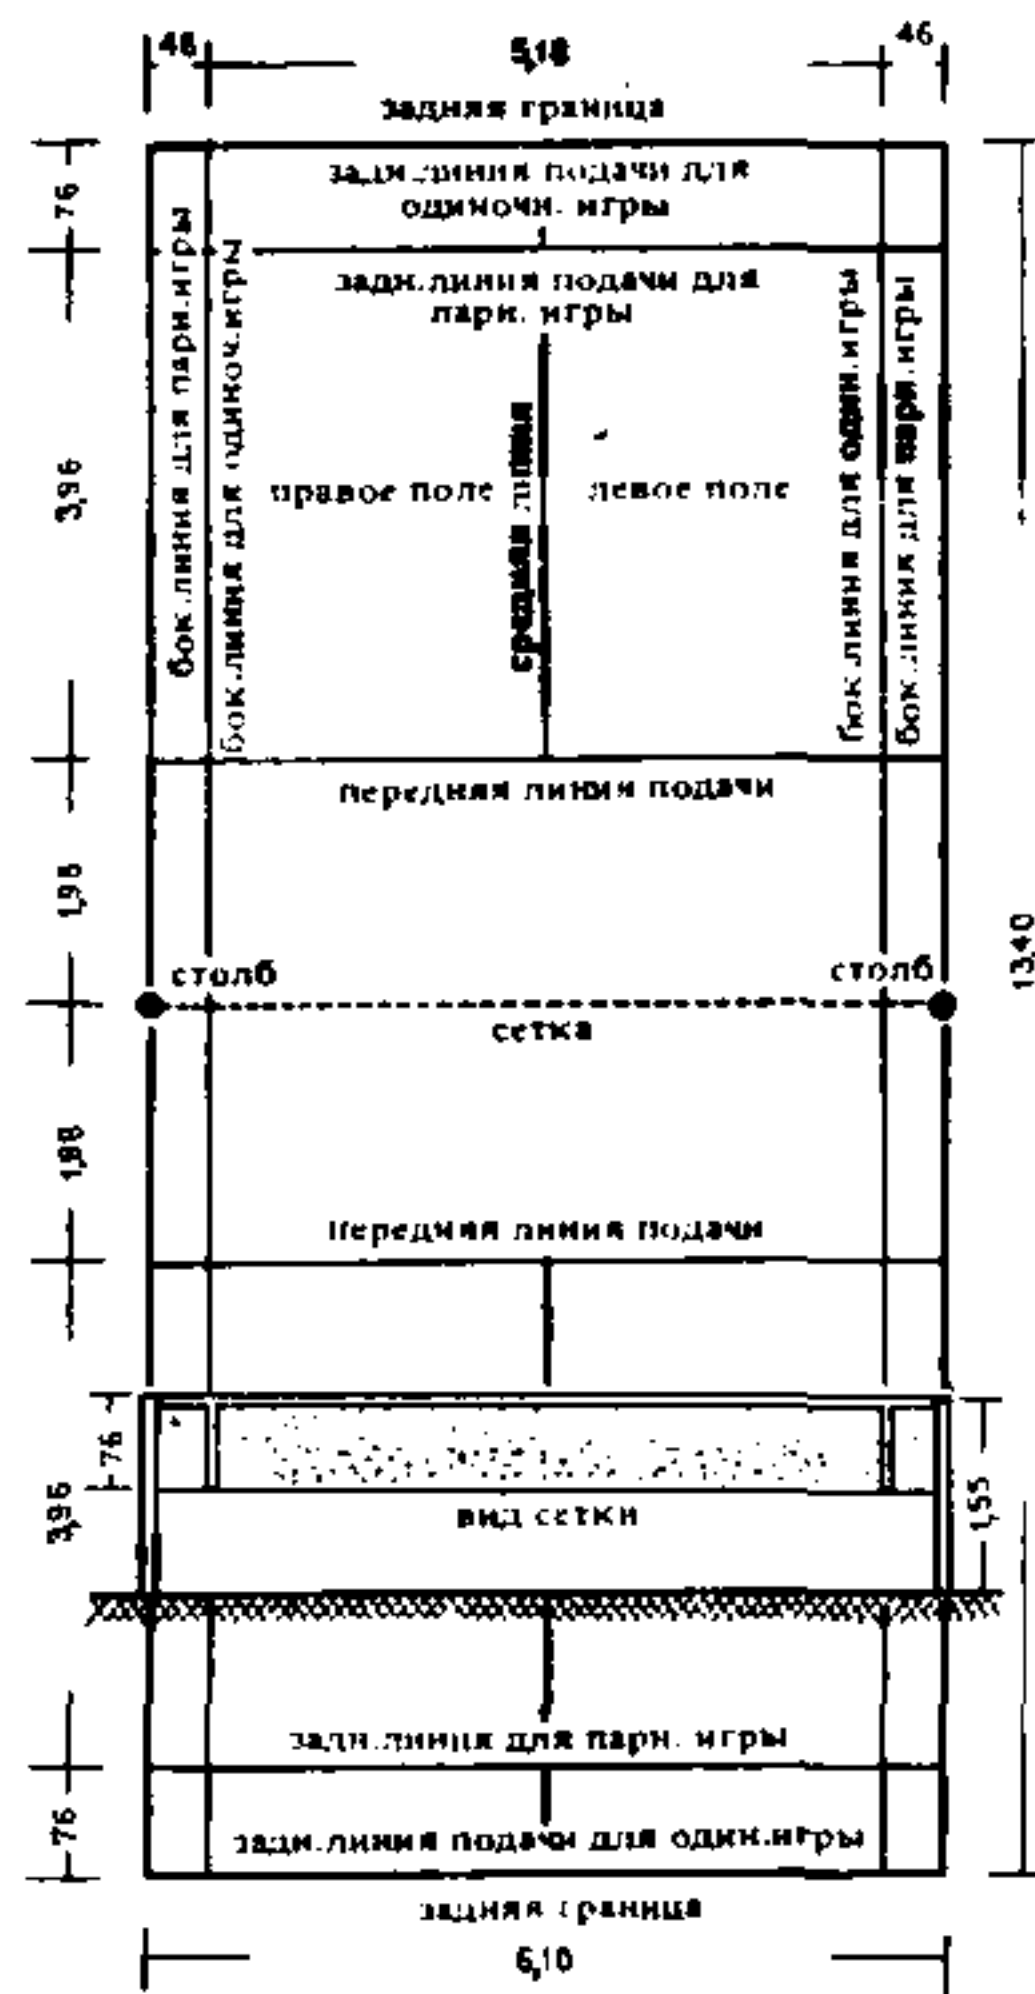 46
5,18
46
задняя граница
задн.линия подачи для
одиночн. игры
76
бок.линия для парн.игры
бок.линия для одиноч.игры
задн.линия подачи для
парн. игры
бок линия для один.игры
бок.линия для парн.игры
3,96
правое поле
средняя линия
левое поле
передняя линия подачи
1,98
столб
столб
13,40
сетка
1,98
передняя линия подачи
76
3,96
вид сетки
1,55
задн.линия для парн. игры
76
задн.линия подачи для один.игры
задняя граница
6,10